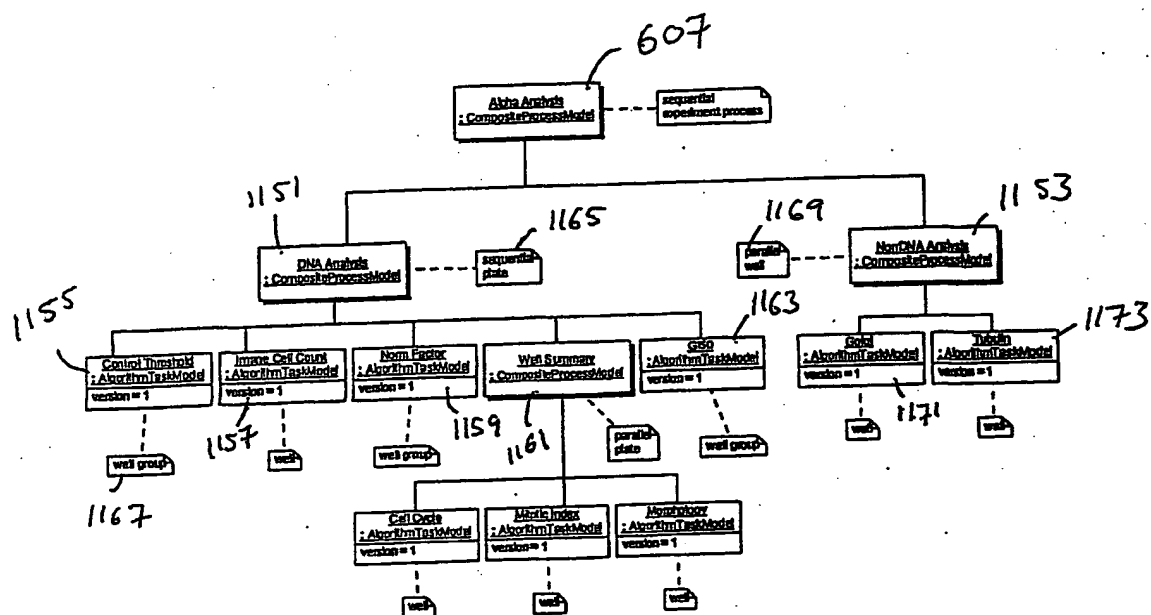 607
Alpha Analysis
: CompositeProcessModel
sequential
experiment process
1151
1165
1169
1153
DNA Analysis
: CompositeProcessModel
sequential
plate
parallel
well
NonDNA Analysis
: CompositeProcessModel
1155
1163
1173
Control Threshold
: AlgorithmTaskModel
version = 1
Image Cell Count
: AlgorithmTaskModel
version = 1
Norm Factor
: AlgorithmTaskModel
version = 1
Well Summary
: CompositeProcessModel
GI50
: AlgorithmTaskModel
version = 1
Golgi
: AlgorithmTaskModel
version = 1
Tubulin
: AlgorithmTaskModel
version = 1
1157
1159
1161
1171
well group
well
well group
parallel
plate
well group
well
well
1167
Cell Cycle
: AlgorithmTaskModel
version = 1
Mitotic Index
: AlgorithmTaskModel
version = 1
Morphology
: AlgorithmTaskModel
version = 1
well
well
well